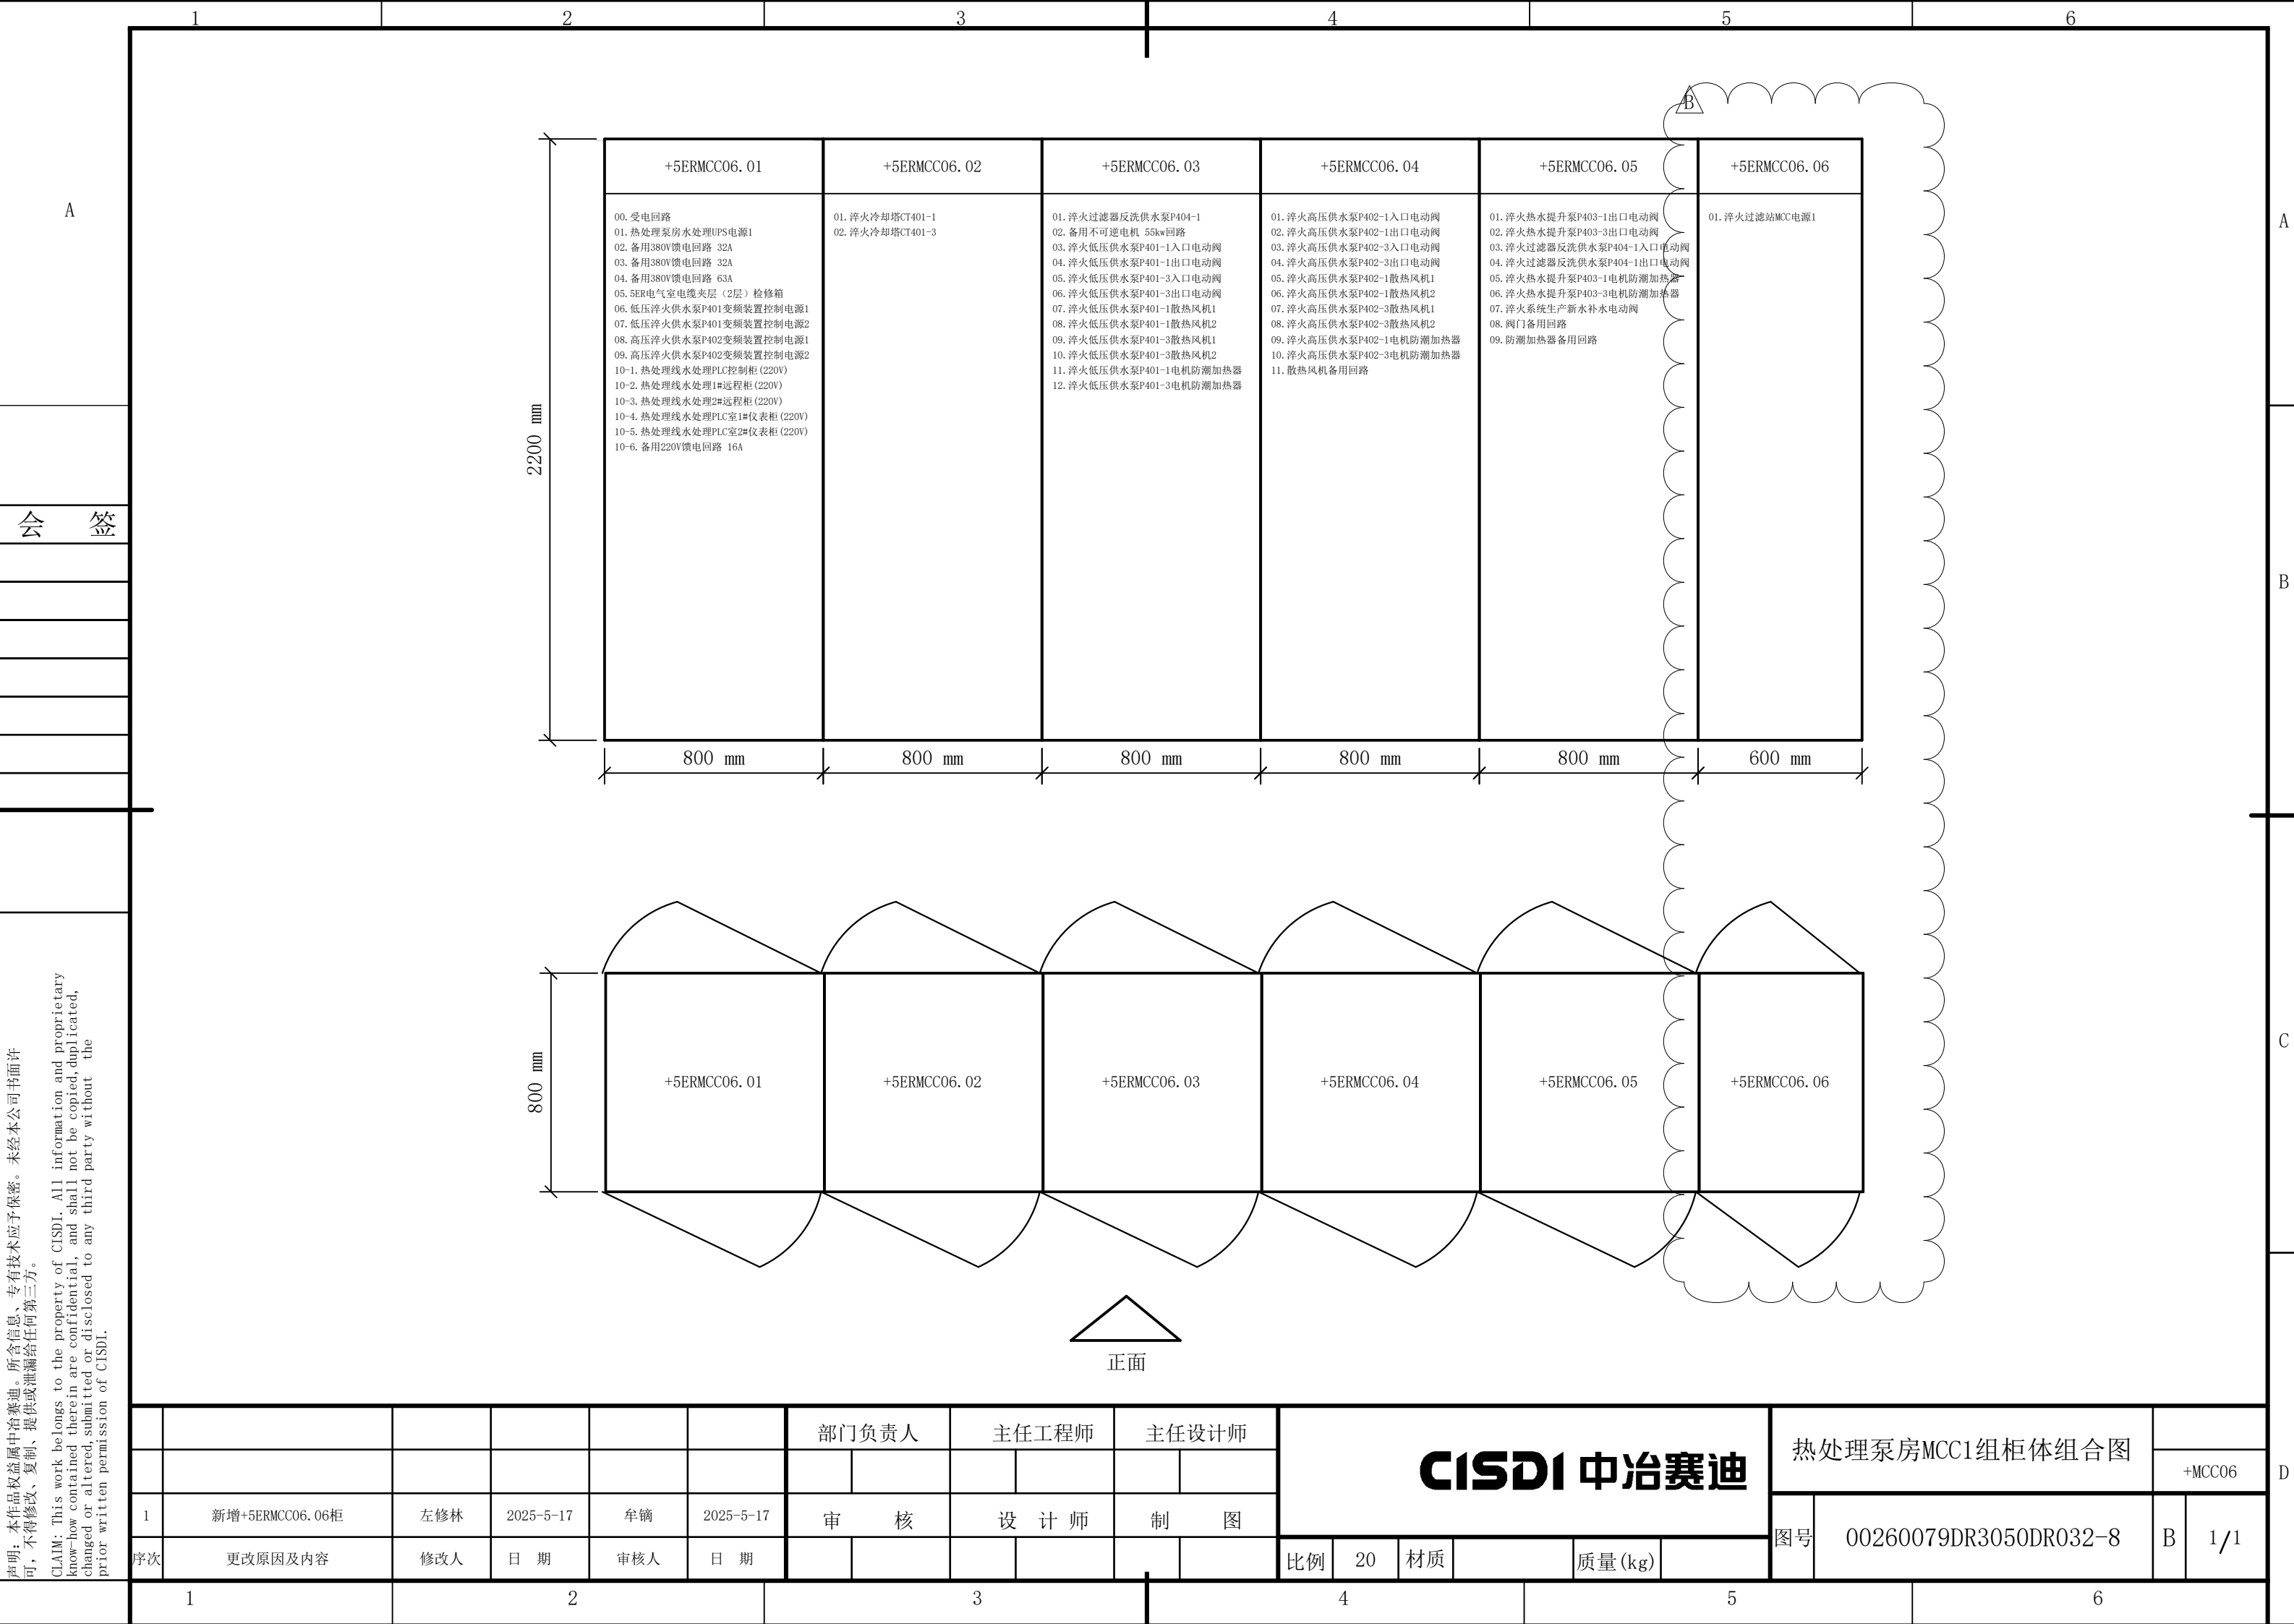 1 2 3 4 5 6
A
A
B
B
C
D
会 签
+5ERMCC06.01
00.受电回路
01.热处理泵房水处理UPS电源1
02.备用380V馈电回路 32A
03.备用380V馈电回路 32A
04.备用380V馈电回路 63A
05.5ER电气室电缆夹层（2层）检修箱
06.低压淬火供水泵P401变频装置控制电源1
07.低压淬火供水泵P401变频装置控制电源2
08.高压淬火供水泵P402变频装置控制电源1
09.高压淬火供水泵P402变频装置控制电源2
10-1.热处理线水处理PLC控制柜(220V)
10-2.热处理线水处理1#远程柜(220V)
10-3.热处理线水处理2#远程柜(220V)
10-4.热处理线水处理PLC室1#仪表柜(220V)
10-5.热处理线水处理PLC室2#仪表柜(220V)
10-6.备用220V馈电回路 16A
+5ERMCC06.02
01.淬火冷却塔CT401-1
02.淬火冷却塔CT401-3
+5ERMCC06.03
01.淬火过滤器反洗供水泵P404-1
02.备用不可逆电机 55kw回路
03.淬火低压供水泵P401-1入口电动阀
04.淬火低压供水泵P401-1出口电动阀
05.淬火低压供水泵P401-3入口电动阀
06.淬火低压供水泵P401-3出口电动阀
07.淬火低压供水泵P401-1散热风机1
08.淬火低压供水泵P401-1散热风机2
09.淬火低压供水泵P401-3散热风机1
10.淬火低压供水泵P401-3散热风机2
11.淬火低压供水泵P401-1电机防潮加热器
12.淬火低压供水泵P401-3电机防潮加热器
+5ERMCC06.04
01.淬火高压供水泵P402-1入口电动阀
02.淬火高压供水泵P402-1出口电动阀
03.淬火高压供水泵P402-3入口电动阀
04.淬火高压供水泵P402-3出口电动阀
05.淬火高压供水泵P402-1散热风机1
06.淬火高压供水泵P402-1散热风机2
07.淬火高压供水泵P402-3散热风机1
08.淬火高压供水泵P402-3散热风机2
09.淬火高压供水泵P402-1电机防潮加热器
10.淬火高压供水泵P402-3电机防潮加热器
11.散热风机备用回路
+5ERMCC06.05
01.淬火热水提升泵P403-1出口电动阀
02.淬火热水提升泵P403-3出口电动阀
03.淬火过滤器反洗供水泵P404-1入口电动阀
04.淬火过滤器反洗供水泵P404-1出口电动阀
05.淬火热水提升泵P403-1电机防潮加热器
06.淬火热水提升泵P403-3电机防潮加热器
07.淬火系统生产新水补水电动阀
08.阀门备用回路
09.防潮加热器备用回路
+5ERMCC06.06
01.淬火过滤站MCC电源1
2200 mm
800 mm 800 mm 800 mm 800 mm 800 mm 600 mm
800 mm
+5ERMCC06.01 +5ERMCC06.02 +5ERMCC06.03 +5ERMCC06.04 +5ERMCC06.05 +5ERMCC06.06
正面
声明: 本作品权益属中冶赛迪。所含信息、专有技术应予保密。未经本公司书面许
可, 不得修改、复制、提供或泄漏给任何第三方。
CLAIM: This work belongs to the property of CISDI. All information and proprietary
know-how contained therein are confidential, and shall not be copied,duplicated,
changed or altered,submitted or disclosed to any third party without the
prior written permission of CISDI.
1 新增+5ERMCC06.06柜 左修林 2025-5-17 牟镝 2025-5-17
序次 更改原因及内容 修改人 日 期 审核人 日 期
部门负责人 主任工程师 主任设计师
审 核 设 计 师 制 图
CISDI 中冶赛迪
比例 20 材质 质量(kg)
热处理泵房MCC1组柜体组合图
+MCC06
图号 00260079DR3050DR032-8 B 1/1
C
D
1 2 3 4 5 6